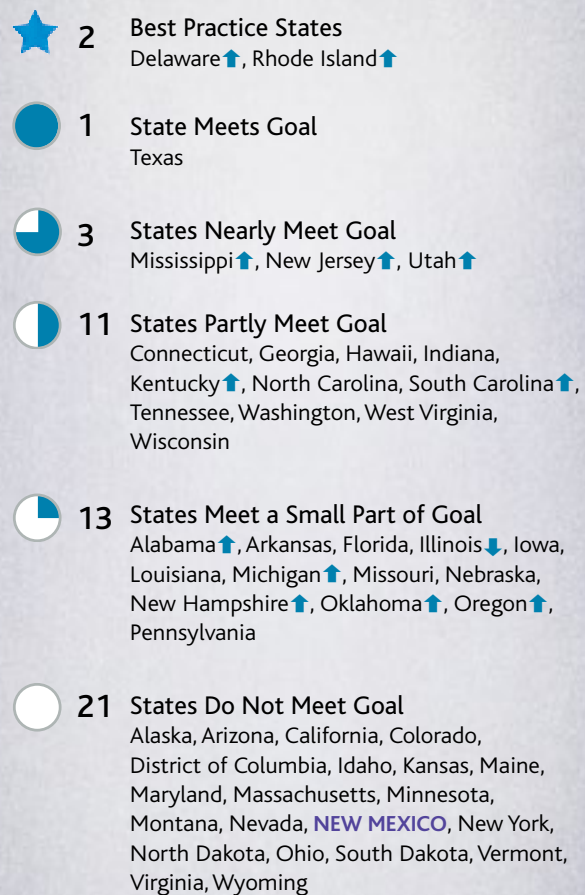 2 Best Practice States
Delaware⬆, Rhode Island⬆
1 State Meets Goal
Texas
3 States Nearly Meet Goal
Mississippi⬆, New Jersey⬆, Utah⬆
11 States Partly Meet Goal
Connecticut, Georgia, Hawaii, Indiana,
Kentucky⬆, North Carolina, South Carolina⬆,
Tennessee, Washington, West Virginia,
Wisconsin
13 States Meet a Small Part of Goal
Alabama⬆, Arkansas, Florida, Illinois⬇, Iowa,
Louisiana, Michigan⬆, Missouri, Nebraska,
New Hampshire⬆, Oklahoma⬆, Oregon⬆,
Pennsylvania
21 States Do Not Meet Goal
Alaska, Arizona, California, Colorado,
District of Columbia, Idaho, Kansas, Maine,
Maryland, Massachusetts, Minnesota,
Montana, Nevada, NEW MEXICO, New York,
North Dakota, Ohio, South Dakota, Vermont,
Virginia, Wyoming